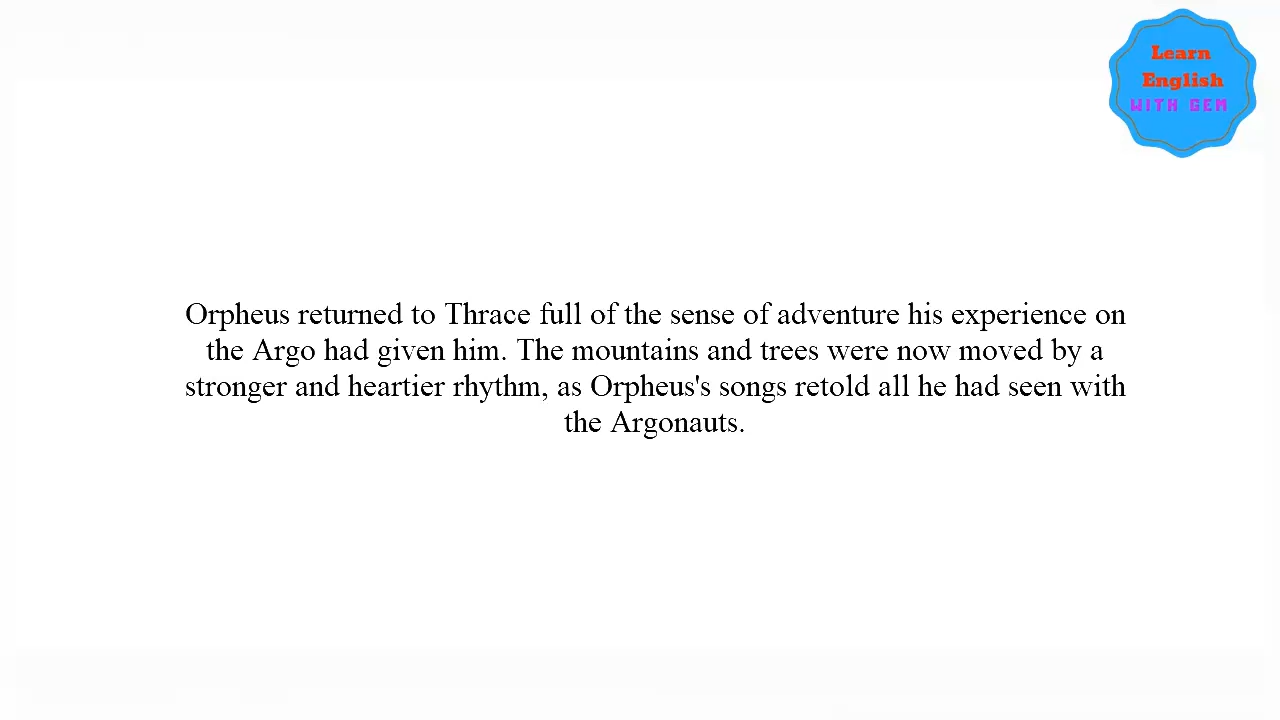 Learn
English
WITH GEM
Orpheus returned to Thrace full of the sense of adventure his experience on
the Argo had given him. The mountains and trees were now moved by a
stronger and heartier rhythm, as Orpheus's songs retold all he had seen with
the Argonauts.